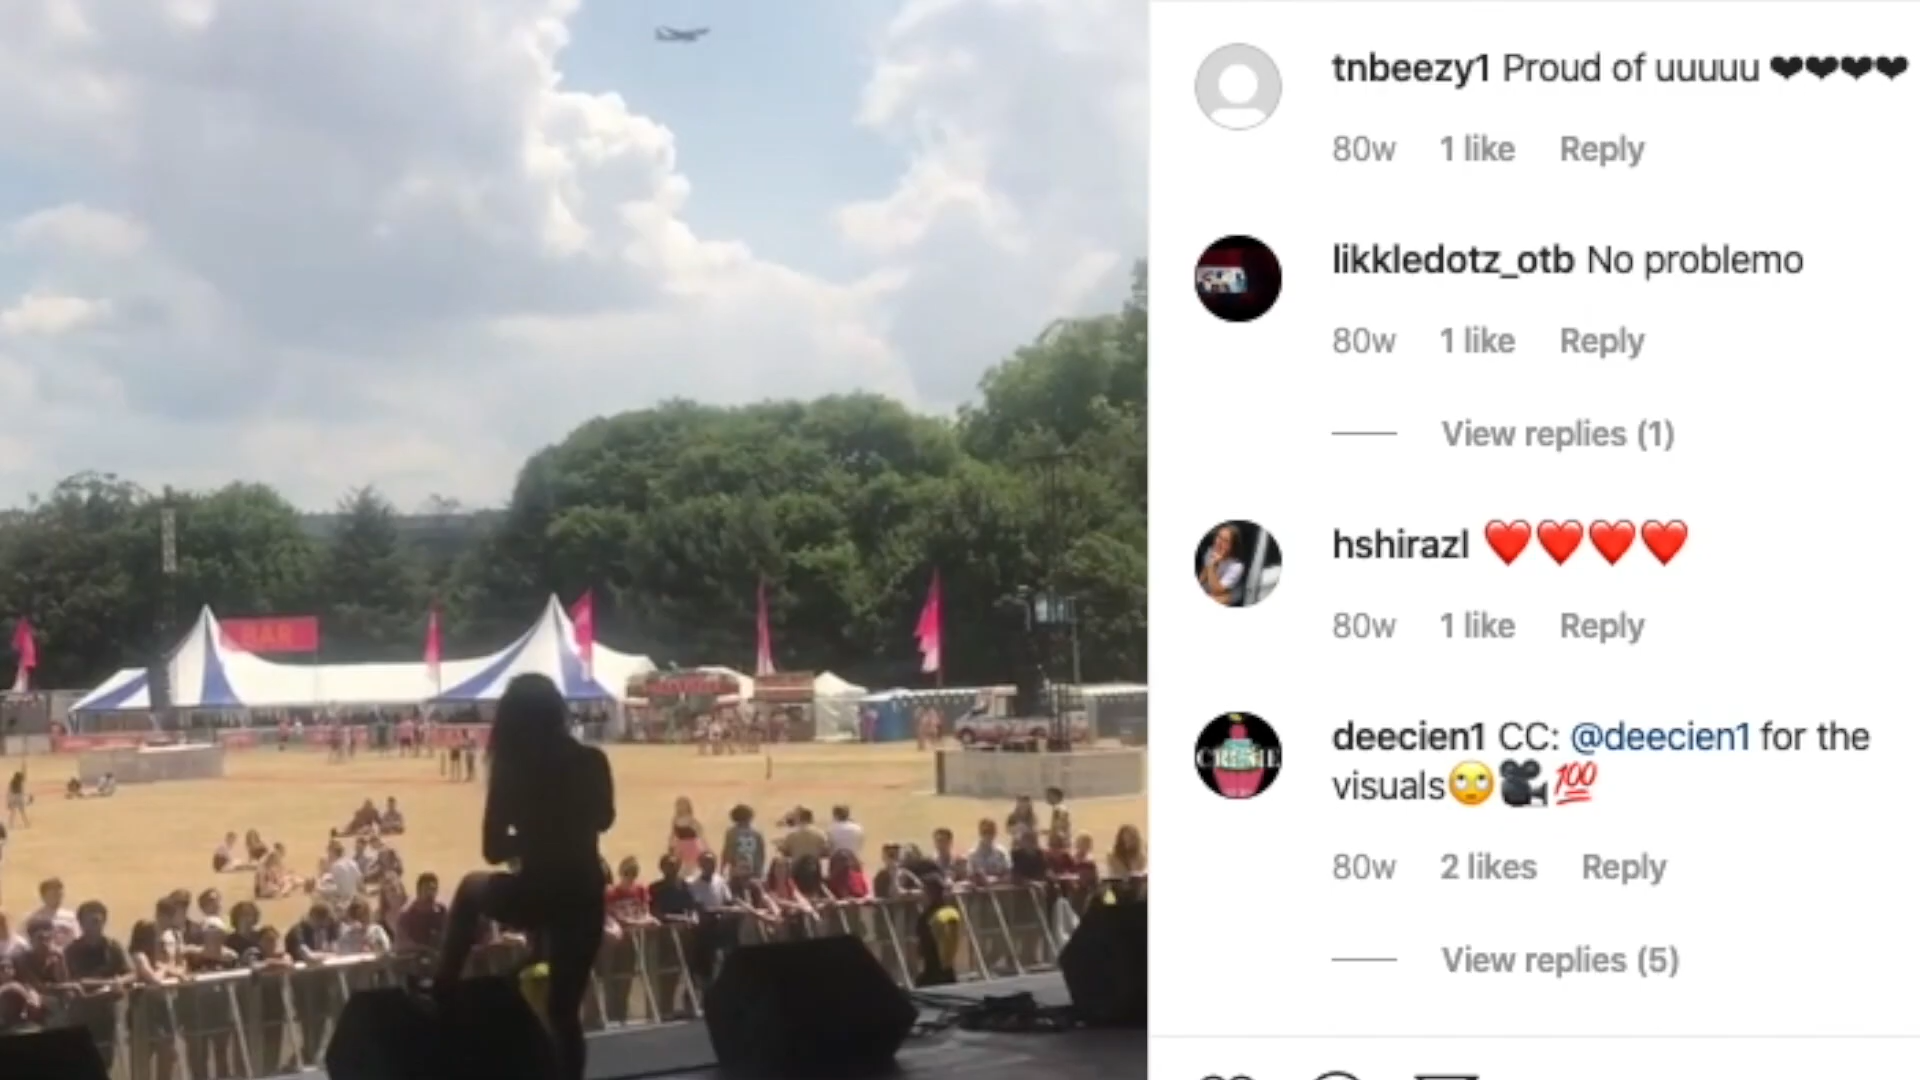 BAR
tnbeezy1 Proud of uuuuu ❤❤❤❤
80w 1 like Reply
likkledotz_otb No problemo
80w 1 like Reply
View replies (1)
hshirazl ❤️❤️❤️❤️
80w 1 like Reply
deecien1 CC: @deecien1 for the
visuals🙄🎥💯
80w 2 likes Reply
View replies (5)